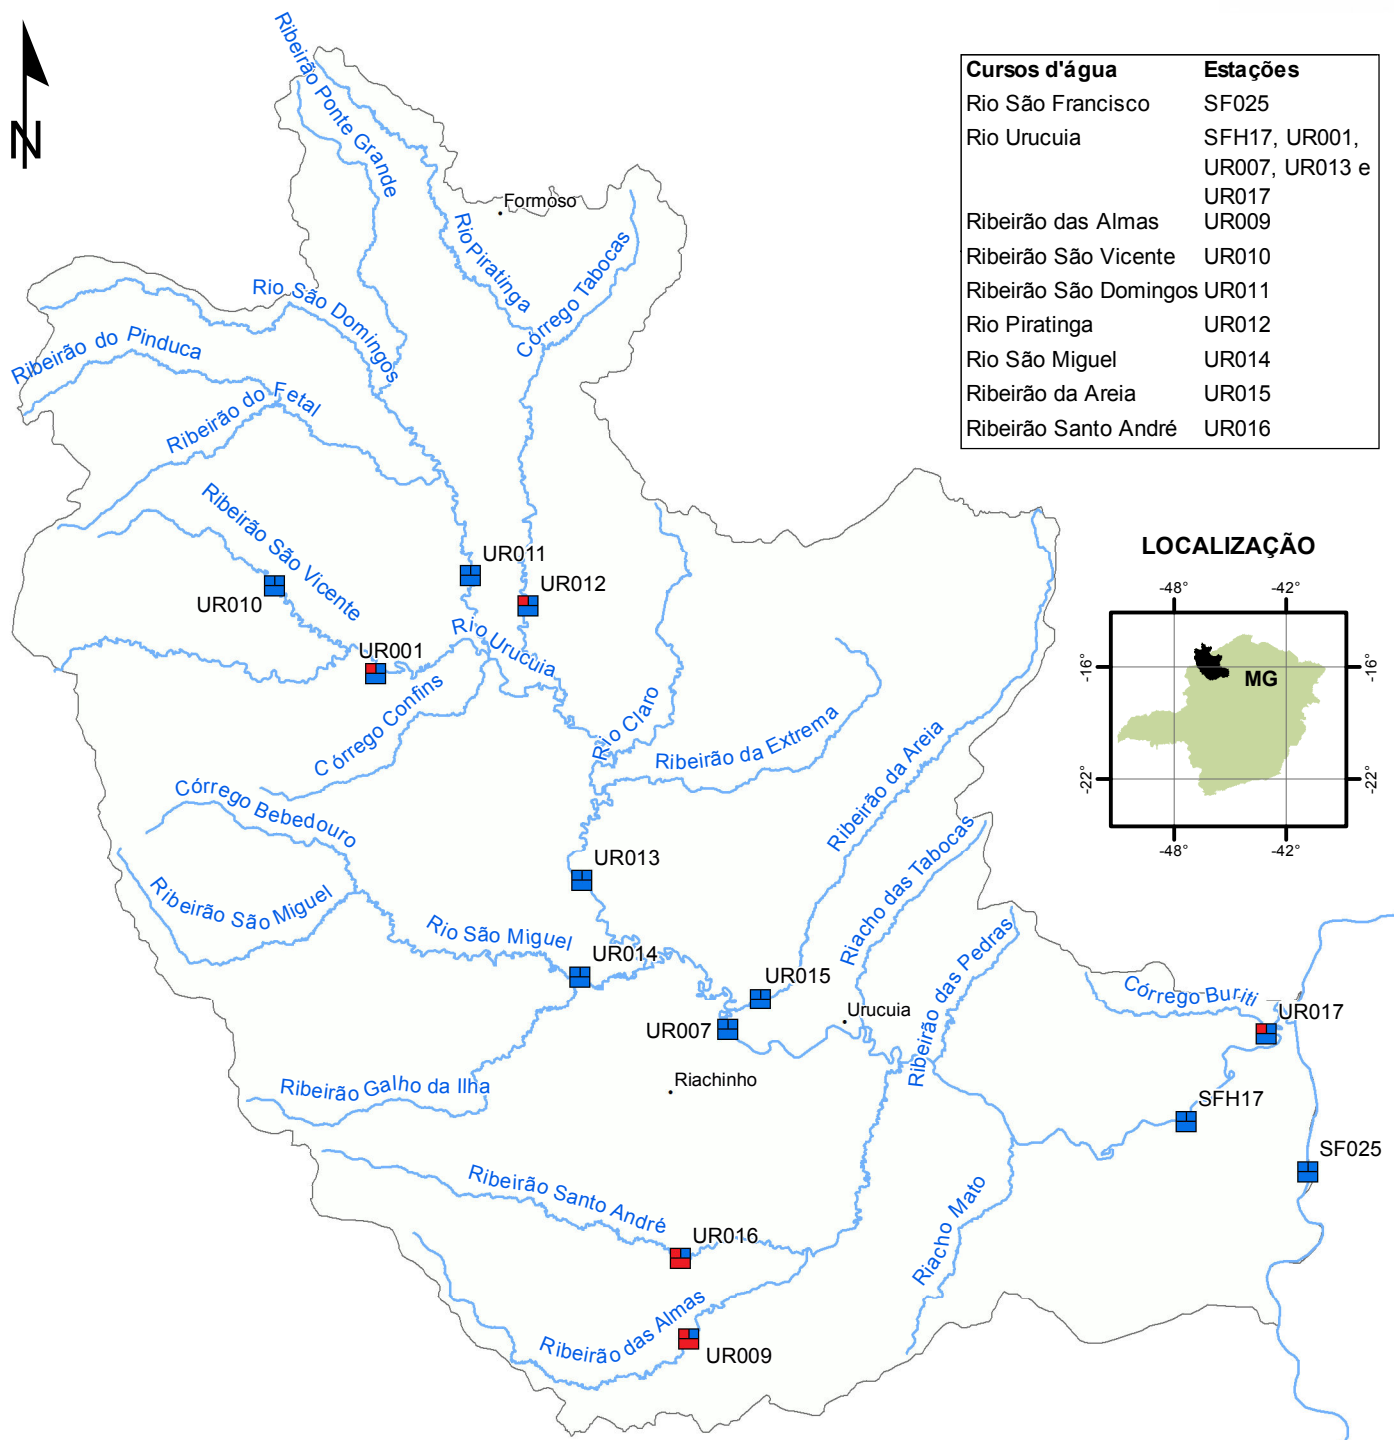 N
Cursos d'água Estações
Rio São Francisco SF025
Rio Urucuia SFH17, UR001,
UR007, UR013 e
UR017
Ribeirão das Almas UR009
Ribeirão São Vicente UR010
Ribeirão São Domingos UR011
Rio Piratinga UR012
Rio São Miguel UR014
Ribeirão da Areia UR015
Ribeirão Santo André UR016
Ribeirão Ponte Grande
Formoso
Rio Piratinga
Córrego Tabocas
Rio São Domingos
Ribeirão do Pinduca
Ribeirão do Fetal
Ribeirão São Vicente
UR011
UR010
UR012
Rio Urucuia
UR001
Córrego Confins
Rio Claro
Ribeirão da Extrema
Ribeirão da Areia
Córrego Bebedouro
Riacho das Tabocas
UR013
Ribeirão São Miguel
Rio São Miguel
UR014
UR015
Ribeirão das Pedras
Urucuia
UR007
Córrego Buriti
UR017
Riachinho
Ribeirão Galho da Ilha
SFH17
SF025
Ribeirão Santo André
Riacho Mato
UR016
Ribeirão das Almas
UR009
LOCALIZAÇÃO
-48° -42°
-16° -16°
MG
-22° -22°
-48° -42°